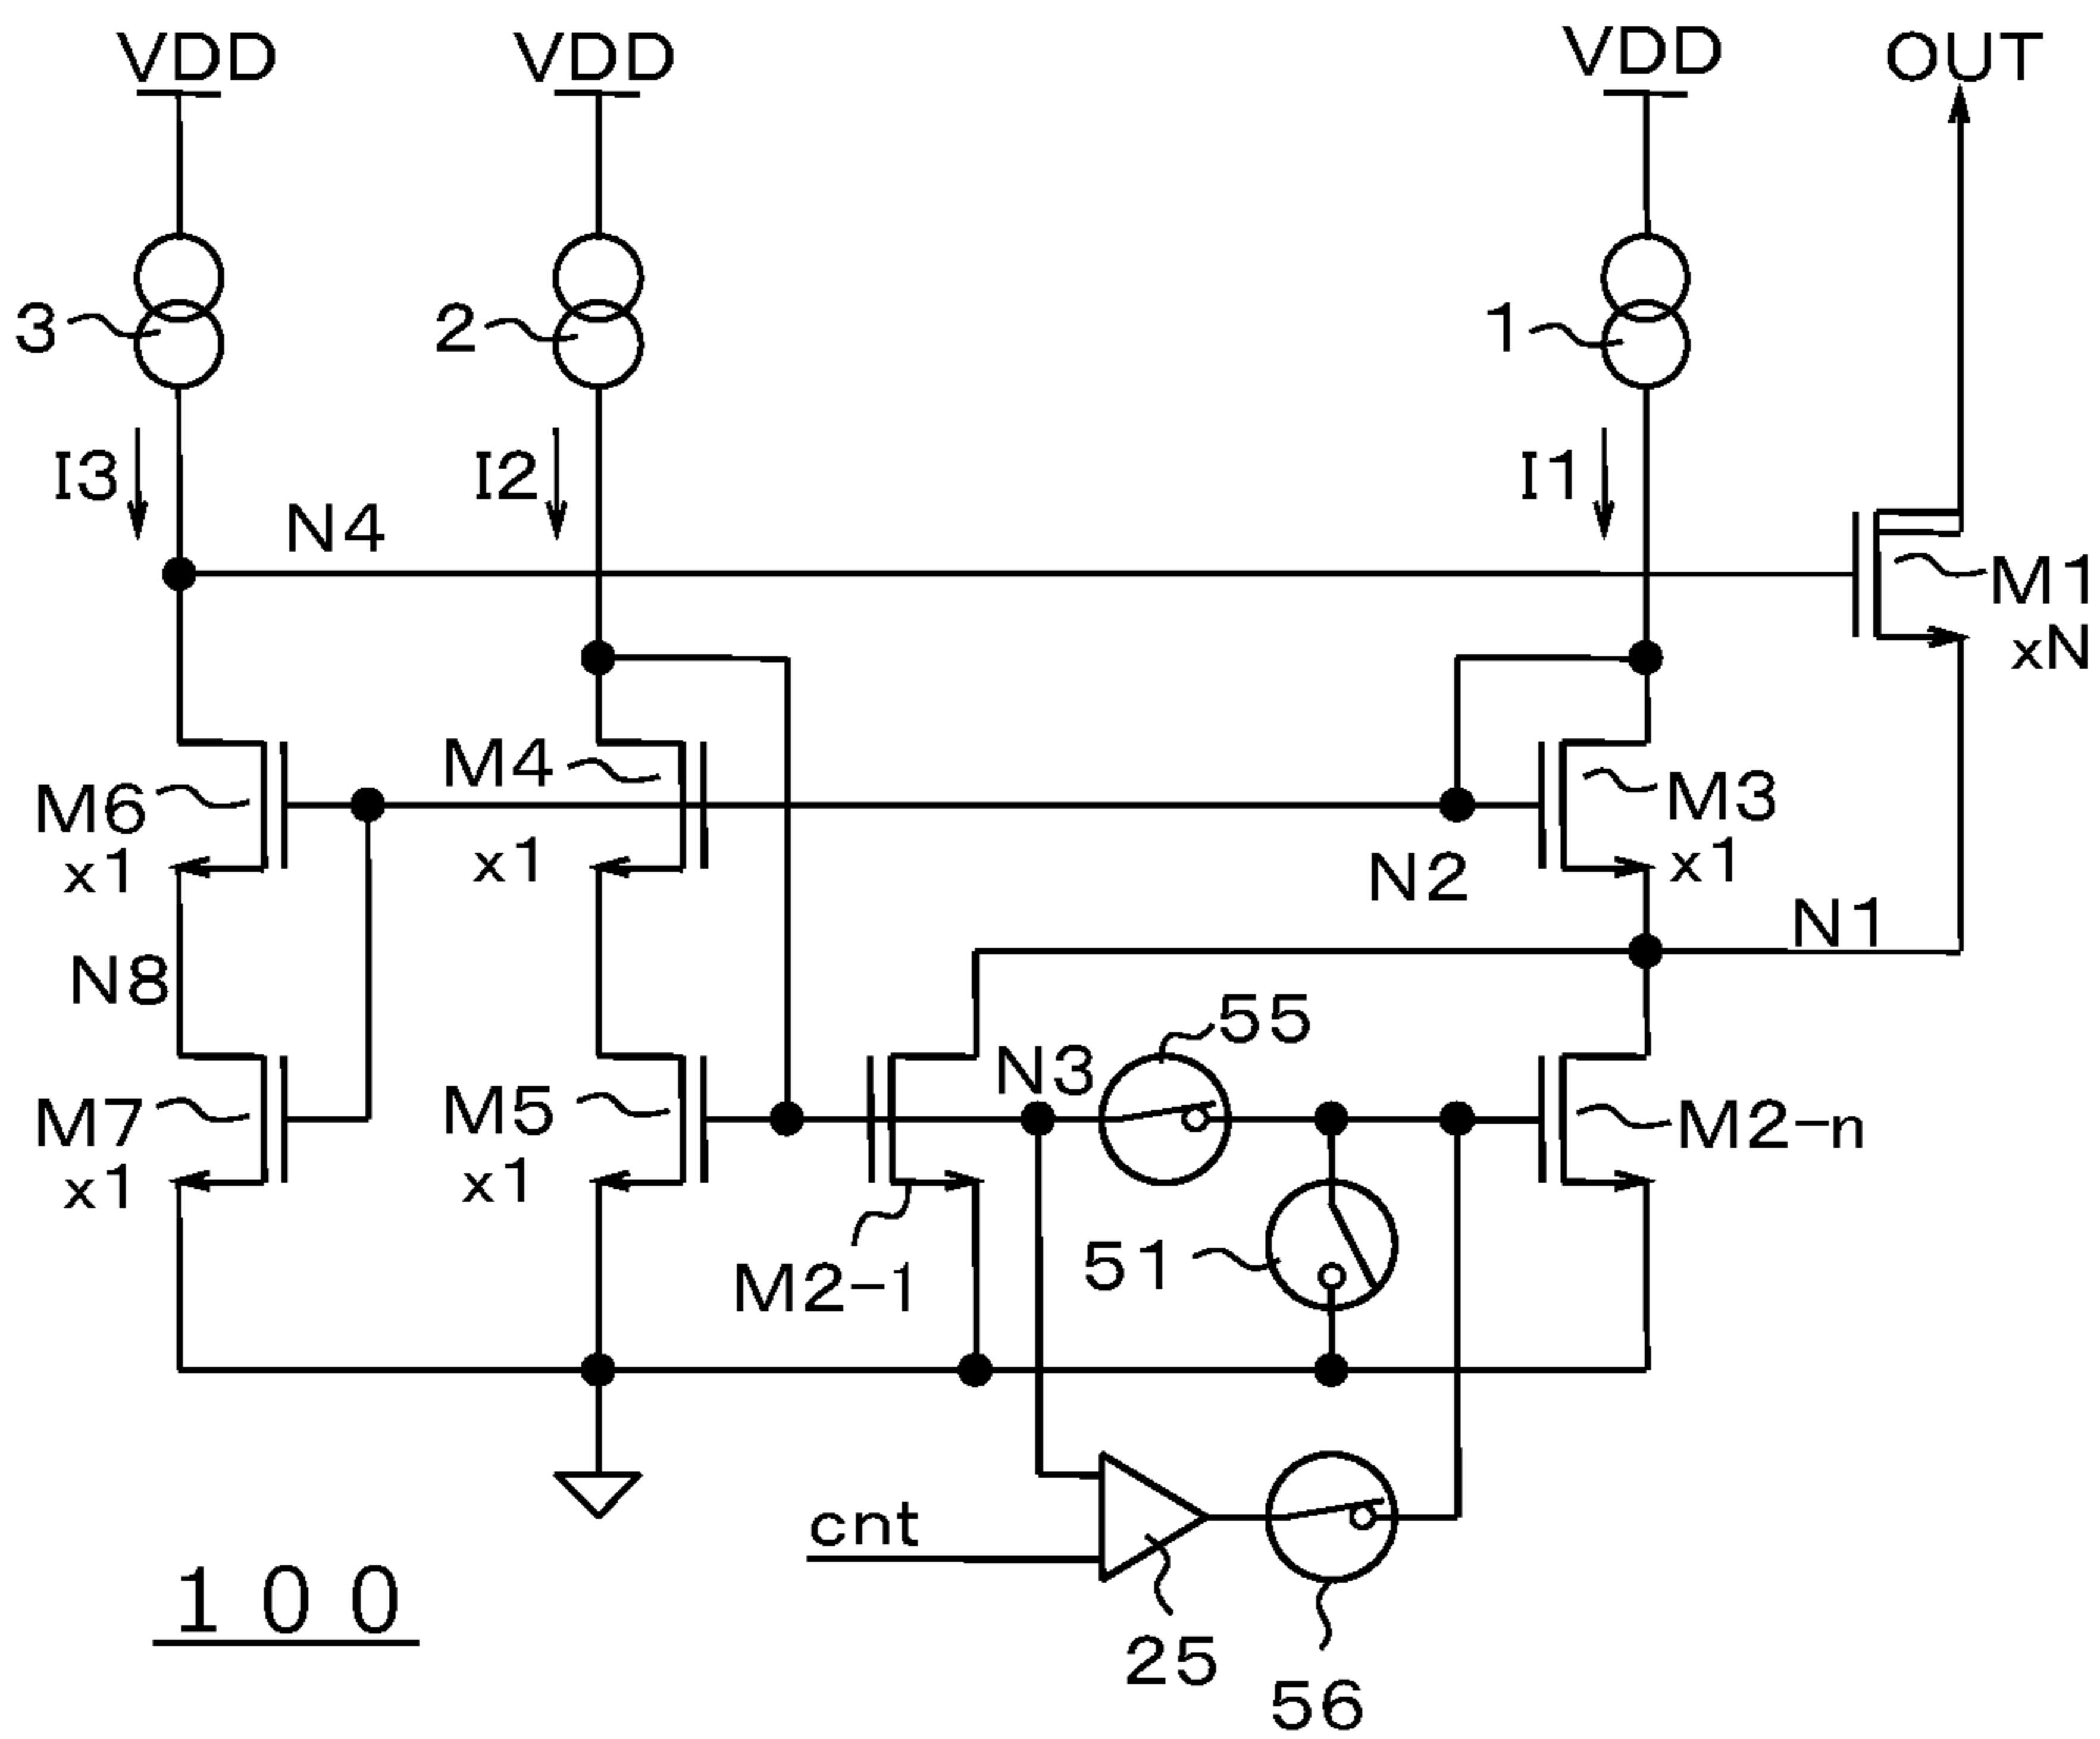 VDD VDD VDD OUT
3 2 1
I3 I2 I1
N4
M1
xN
M6 M4 M3
x1 x1 x1
N2
N1
N8
55
N3
M7 M5 M2-n
x1 x1
51
M2-1
cnt
100
25
56